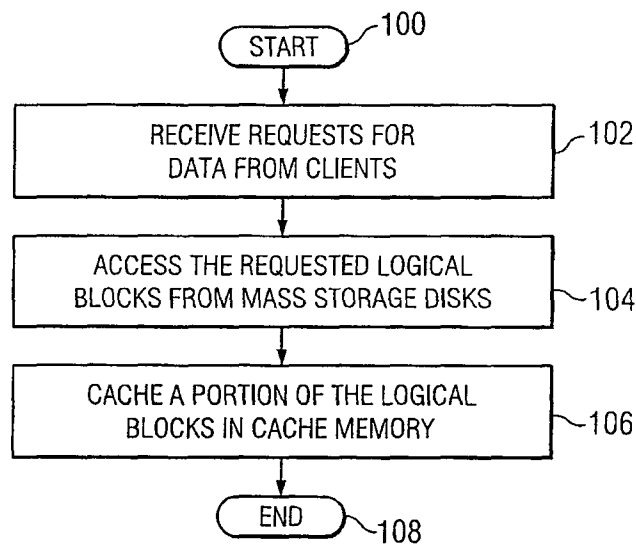 START
100
RECEIVE REQUESTS FOR
DATA FROM CLIENTS
102
ACCESS THE REQUESTED LOGICAL
BLOCKS FROM MASS STORAGE DISKS
104
CACHE A PORTION OF THE LOGICAL
BLOCKS IN CACHE MEMORY
106
END
108